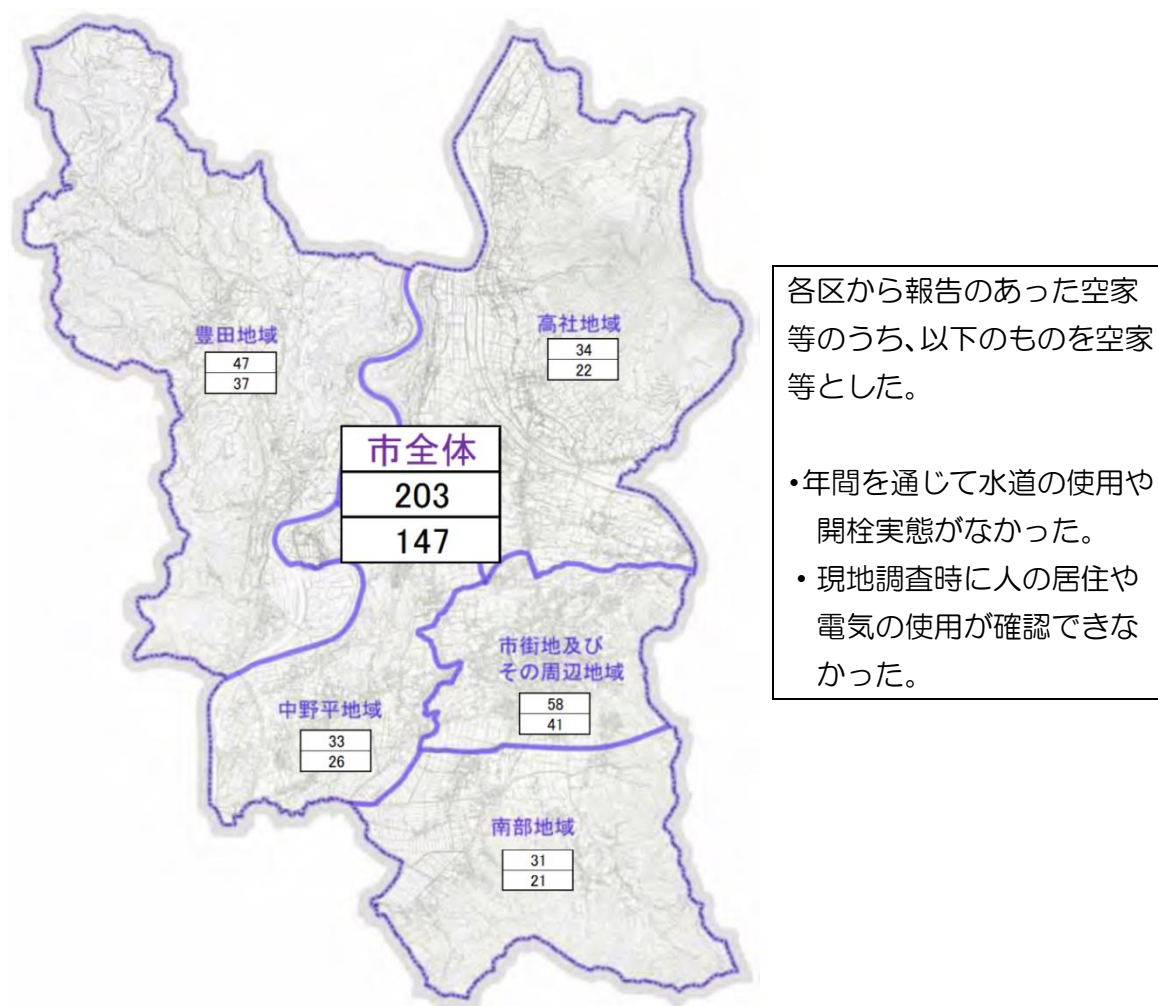 豊田地域
47
37
高社地域
34
22
市全体
203
147
市街地及び
その周辺地域
58
41
中野平地域
33
26
南部地域
31
21
各区から報告のあった空家
等のうち、以下のものを空家
等とした。
・年間を通じて水道の使用や
開栓実態がなかった。
・現地調査時に人の居住や
電気の使用が確認できな
かった。